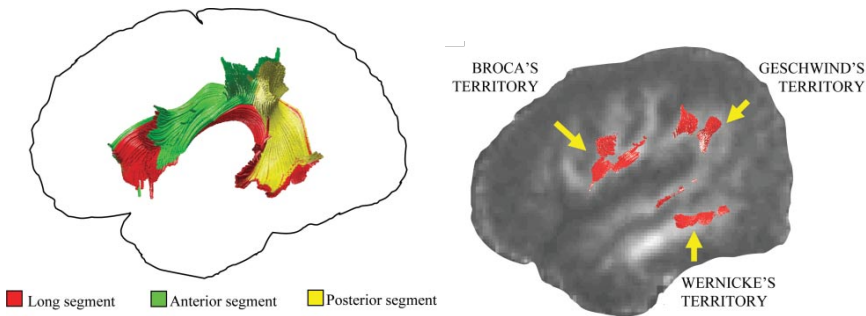 BROCA'S
TERRITORY
GESCHWIND'S
TERRITORY
WERNICKE'S
TERRITORY
Long segment
Anterior segment
Posterior segment